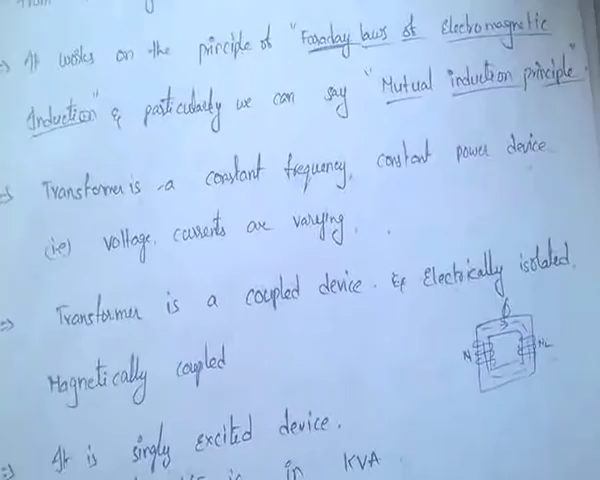 => It works on the principle of "Faraday laws of Electromagnetic
Induction" & particularly we can say "Mutual induction principle".
=> Transformer is a constant frequency, constant power device
(i.e) voltage, currents are varying.
=> Transformer is a coupled device. & Electrically isolated.
Magnetically coupled
N NL
=> It is singly excited device.
is in KVA